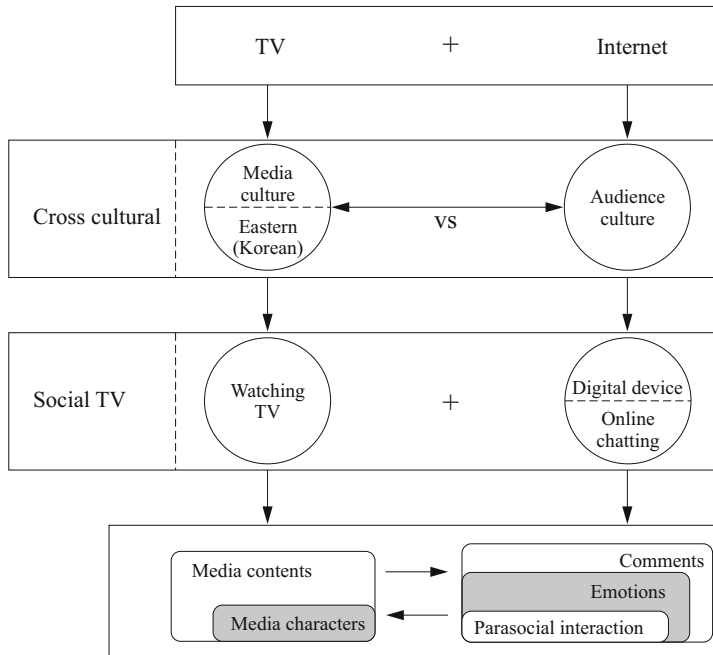 TV + Internet
Media
culture
Eastern
(Korean)
Cross cultural
vs
Audience
culture
Social TV
Watching
TV
+
Digital device
Online
chatting
Media contents
Media characters
Comments
Emotions
Parasocial interaction